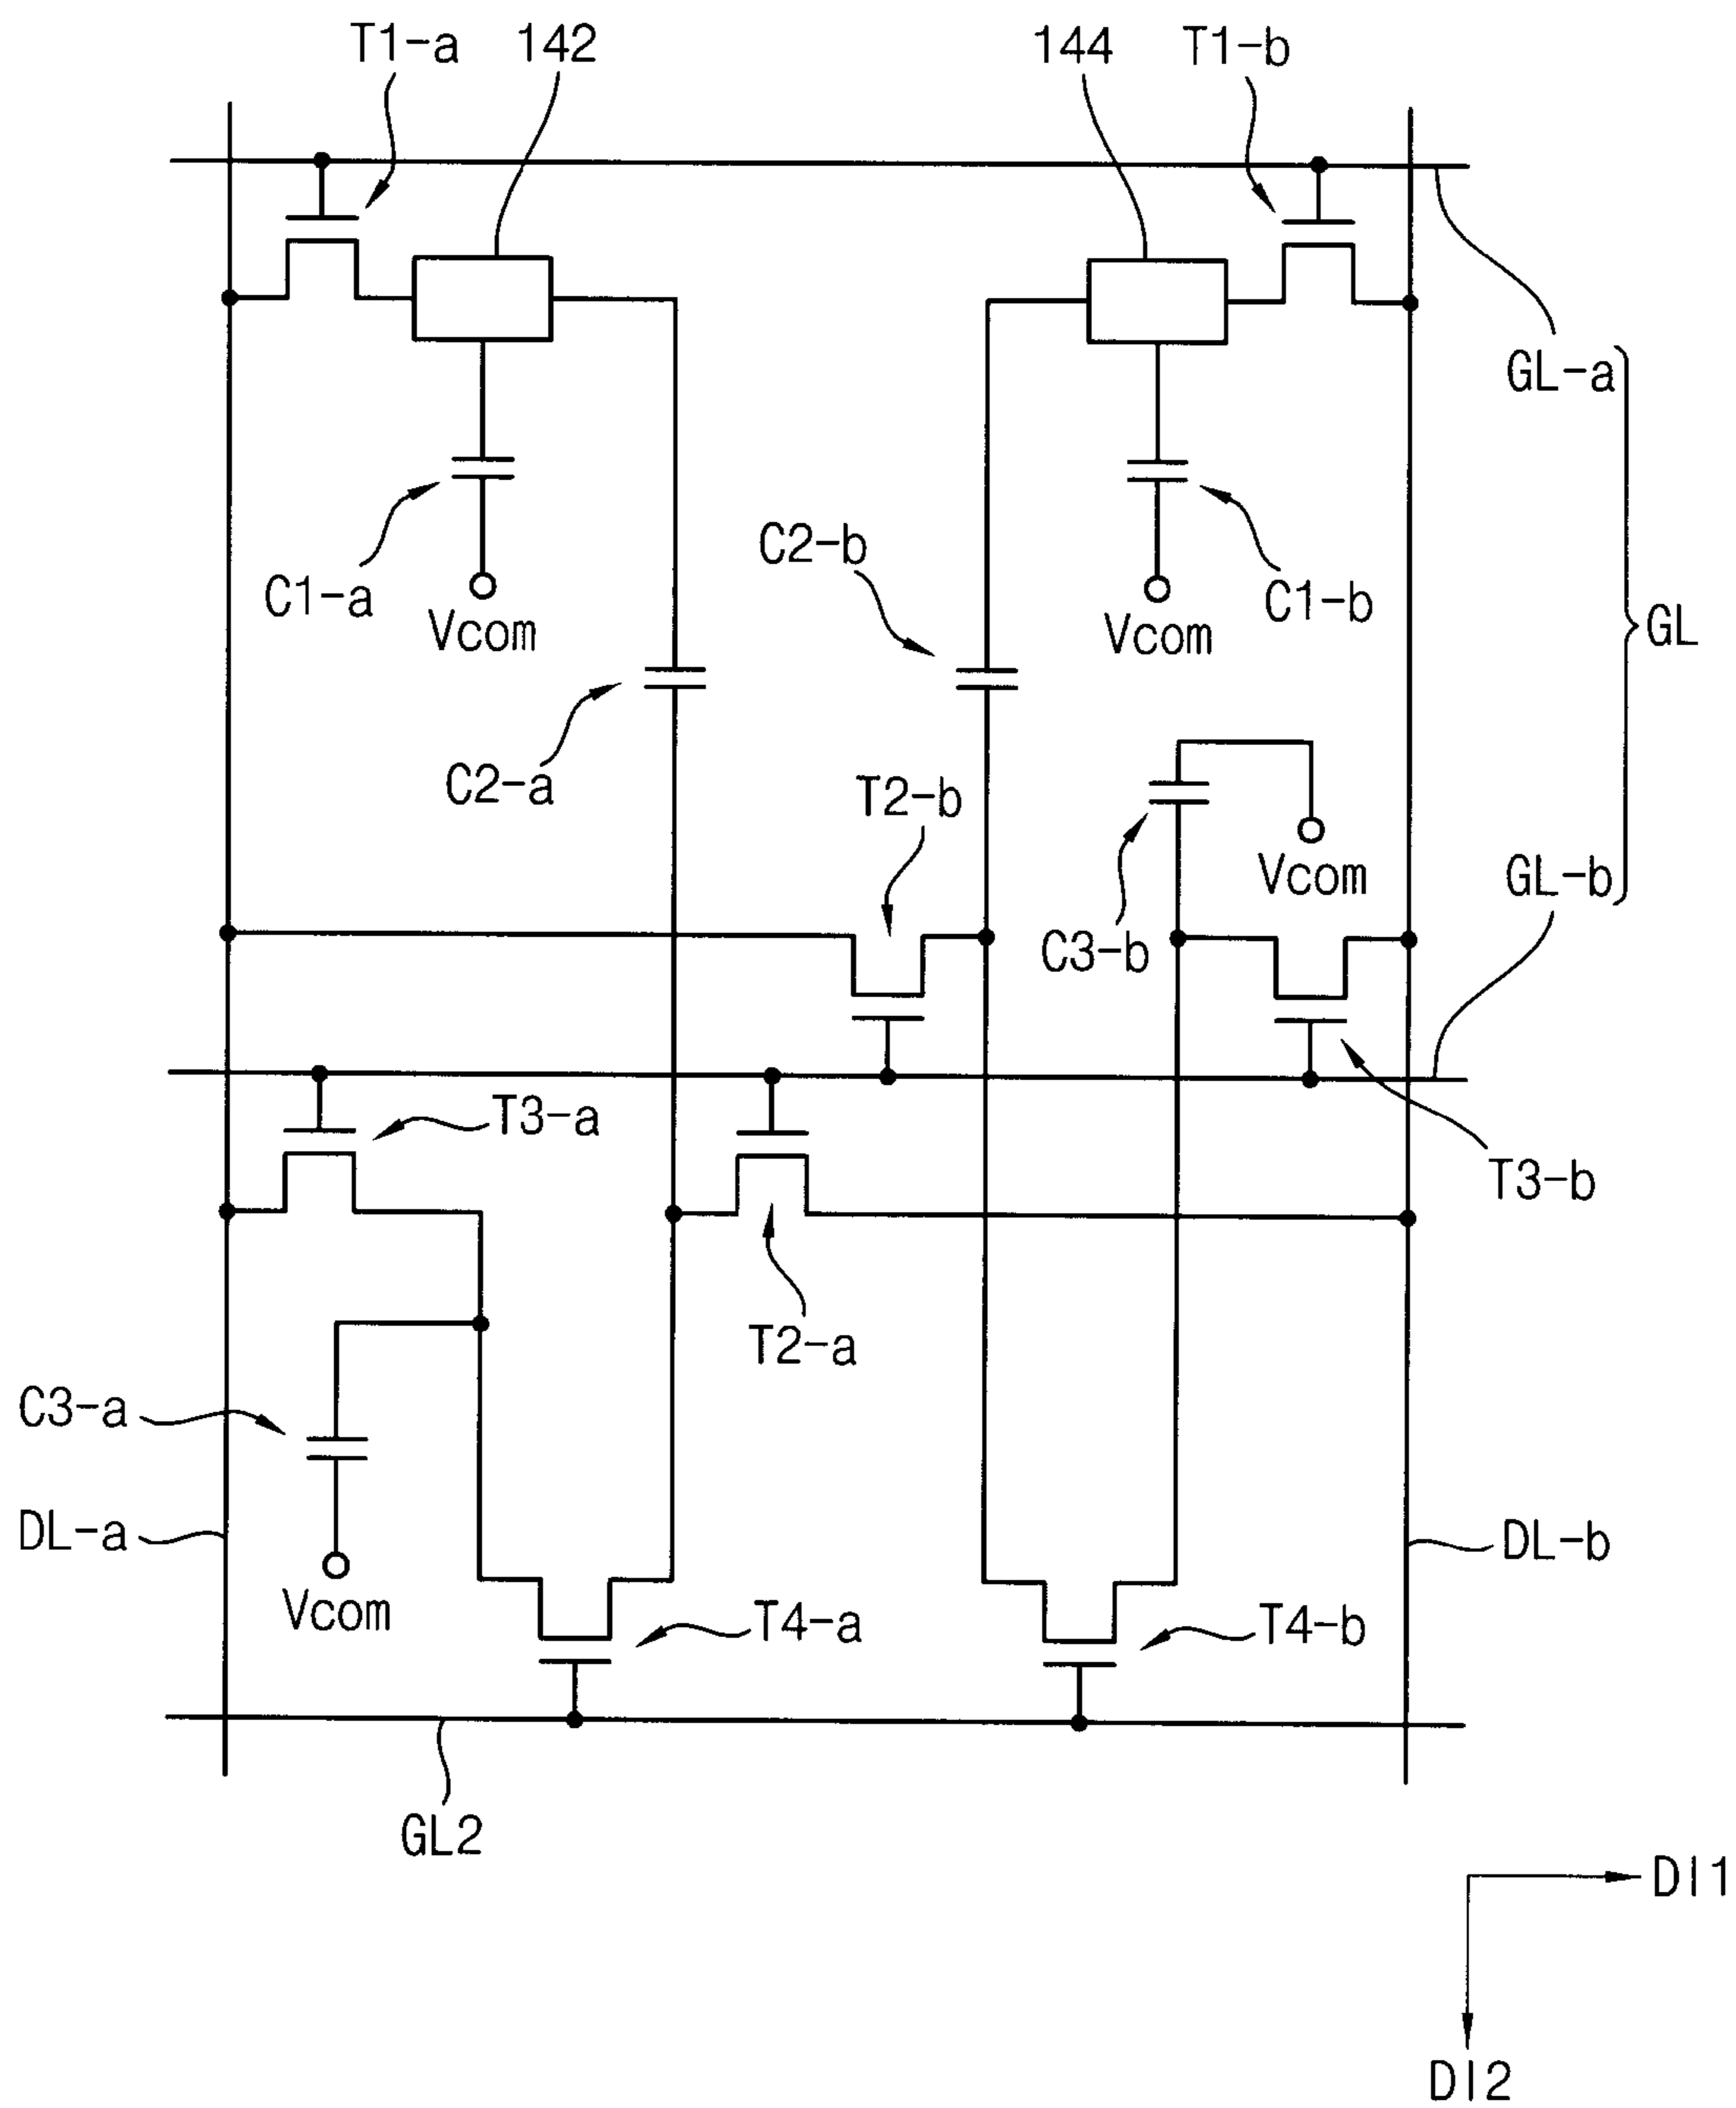 T1-a 142 144 T1-b
GL-a
C2-b
C1-a C1-b
Vcom Vcom
GL
C2-a T2-b
Vcom GL-b
C3-b
T3-a
T3-b
T2-a
C3-a
DL-a DL-b
Vcom T4-a T4-b
GL2
DI1
DI2